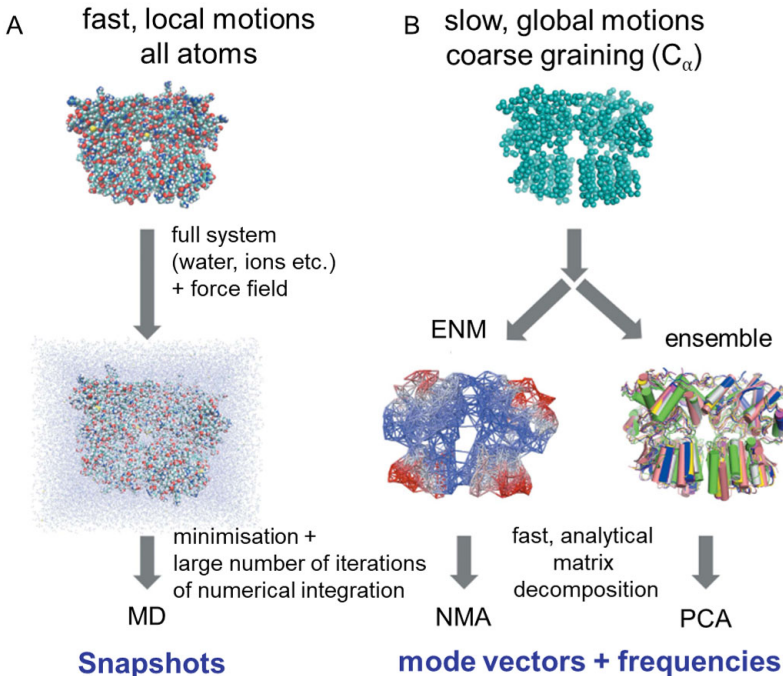 A
fast, local motions
all atoms
full system
(water, ions etc.)
+ force field
minimisation +
large number of iterations
of numerical integration
MD
Snapshots
B
slow, global motions
coarse graining (Cα)
ENM
ensemble
fast, analytical
matrix
decomposition
NMA
PCA
mode vectors + frequencies